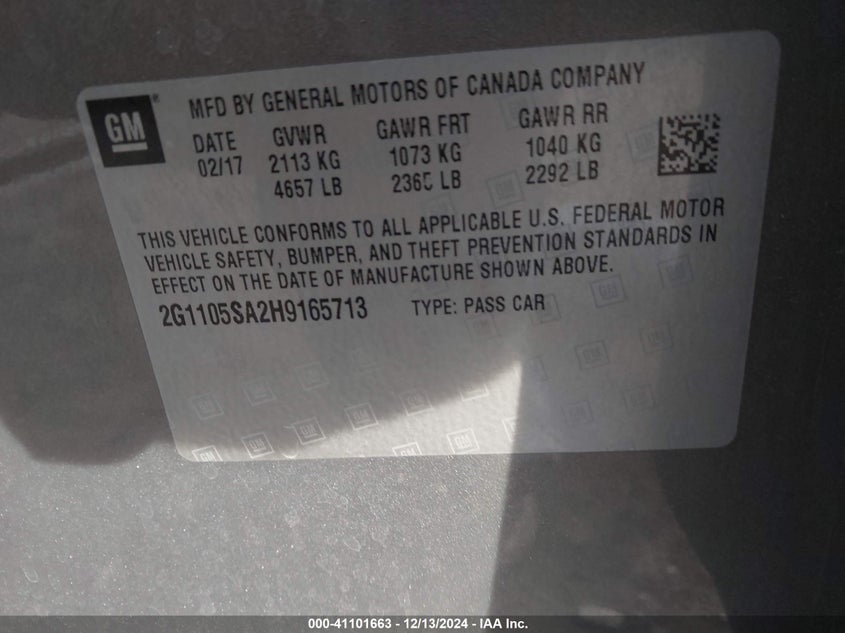 GM
MFD BY GENERAL MOTORS OF CANADA COMPANY
DATE GVWR GAWR FRT GAWR RR
02/17 2113 KG 1073 KG 1040 KG
4657 LB 2365 LB 2292 LB
THIS VEHICLE CONFORMS TO ALL APPLICABLE U.S. FEDERAL MOTOR
VEHICLE SAFETY, BUMPER, AND THEFT PREVENTION STANDARDS IN
EFFECT ON THE DATE OF MANUFACTURE SHOWN ABOVE.
2G1105SA2H9165713 TYPE: PASS CAR
000-41101663 - 12/13/2024 - IAA Inc.